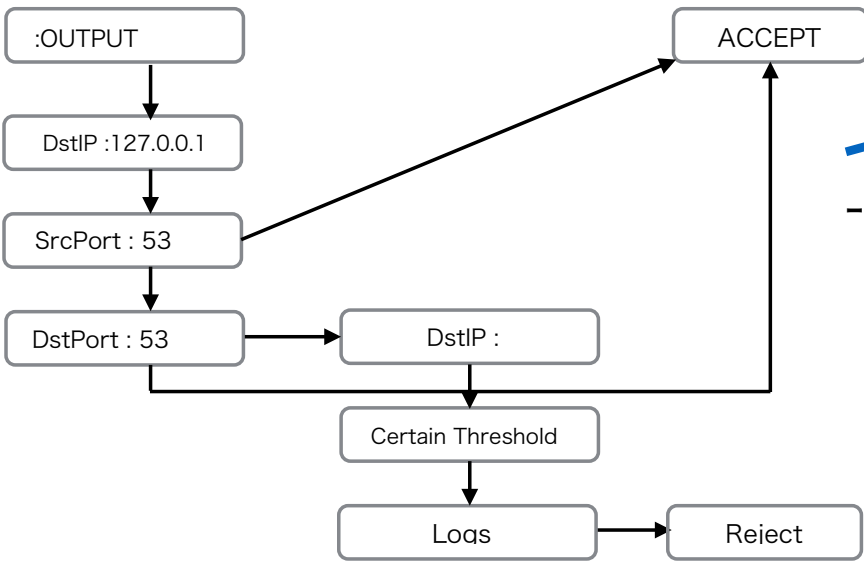 :OUTPUT
ACCEPT
DstIP :127.0.0.1
SrcPort : 53
DstPort : 53
DstIP :
Certain Threshold
Logs
Reject